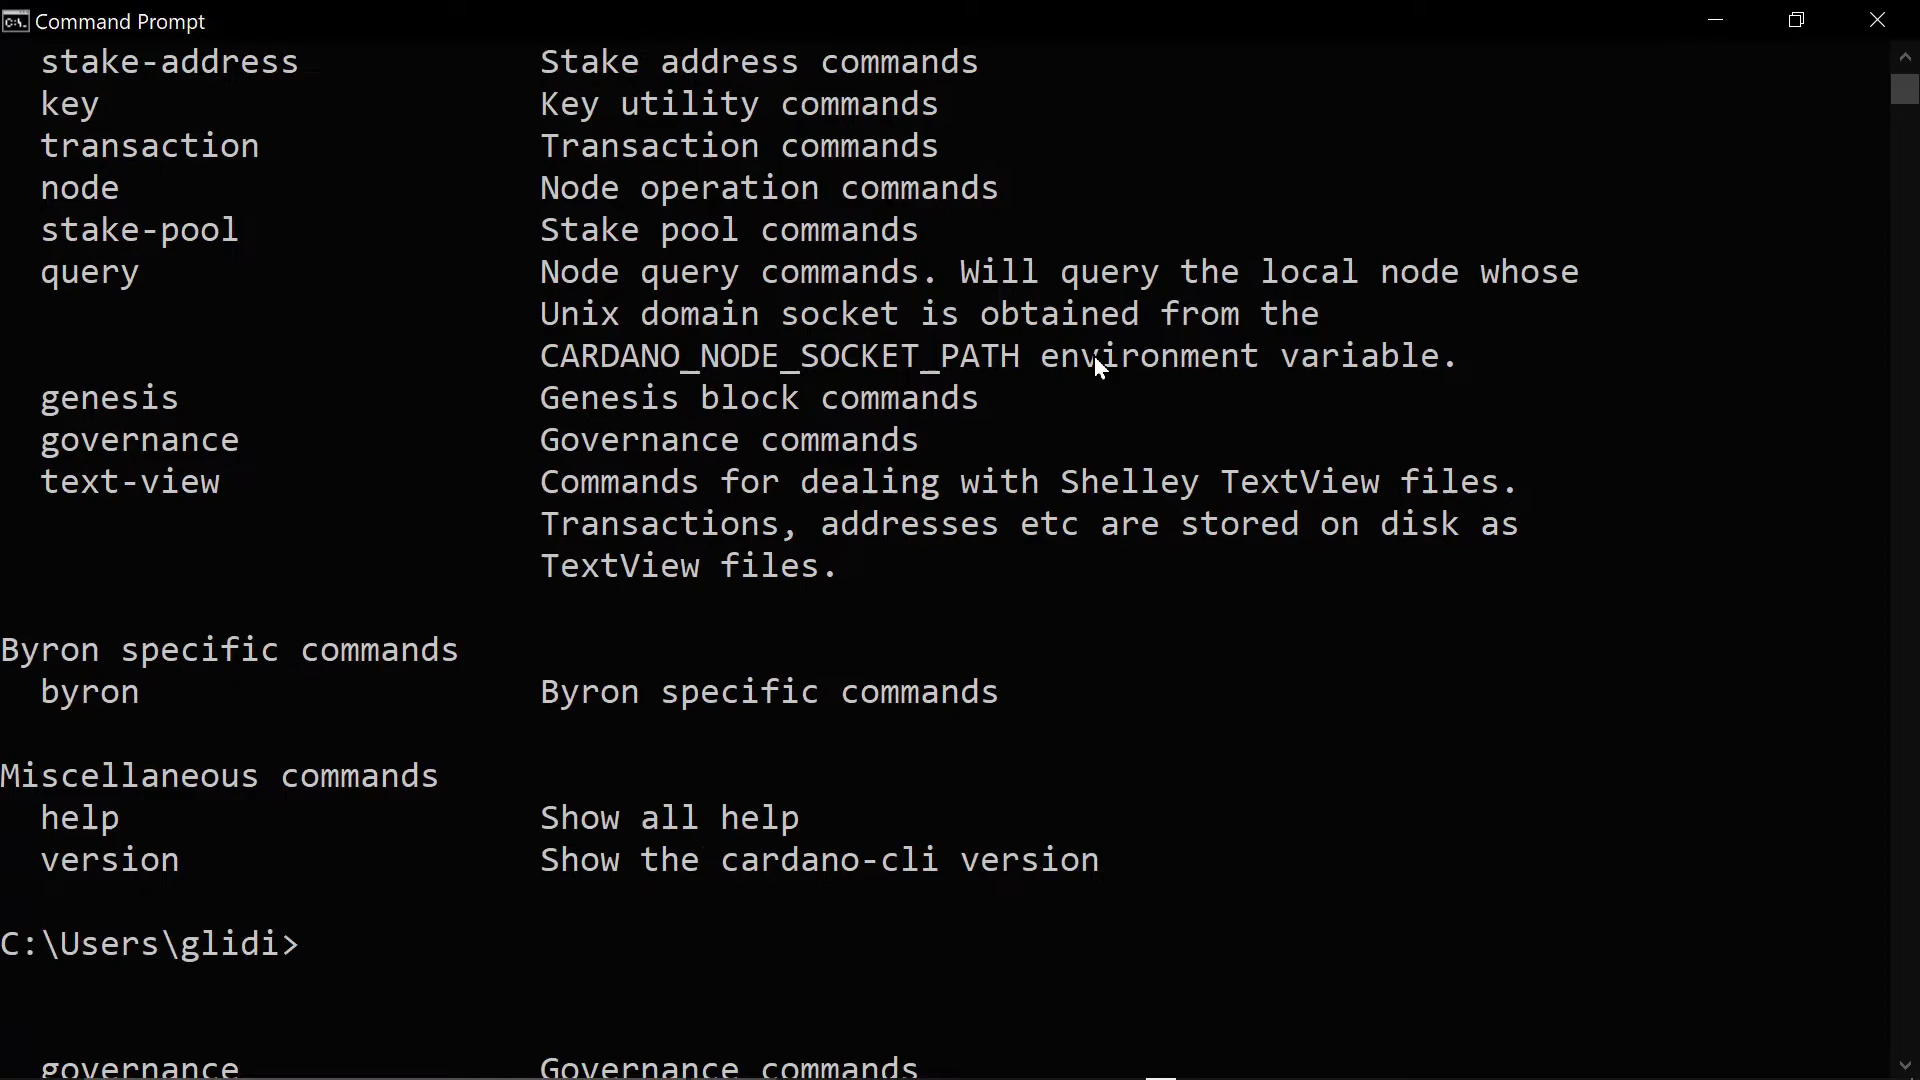 Command Prompt
stake-address Stake address commands
key Key utility commands
transaction Transaction commands
node Node operation commands
stake-pool Stake pool commands
query Node query commands. Will query the local node whose
Unix domain socket is obtained from the
CARDANO_NODE_SOCKET_PATH environment variable.
genesis Genesis block commands
governance Governance commands
text-view Commands for dealing with Shelley TextView files.
Transactions, addresses etc are stored on disk as
TextView files.
Byron specific commands
byron Byron specific commands
Miscellaneous commands
help Show all help
version Show the cardano-cli version
C:\Users\glidi>
governance Governance commands